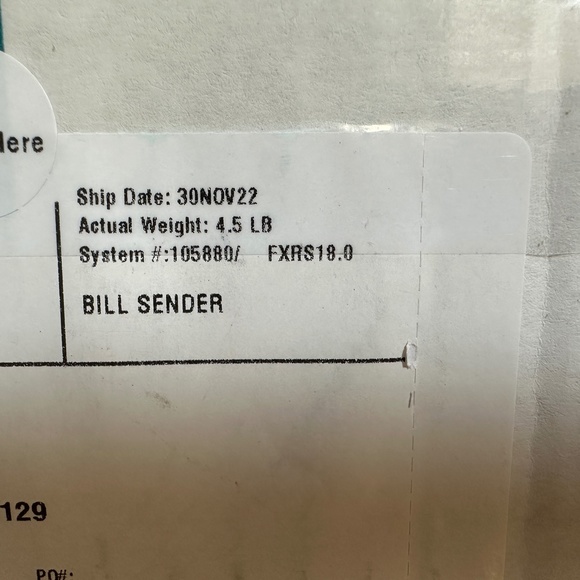 lere
Ship Date: 30NOV22
Actual Weight: 4.5 LB
System #:105880/ FXRS18.0
BILL SENDER
129
PO#: